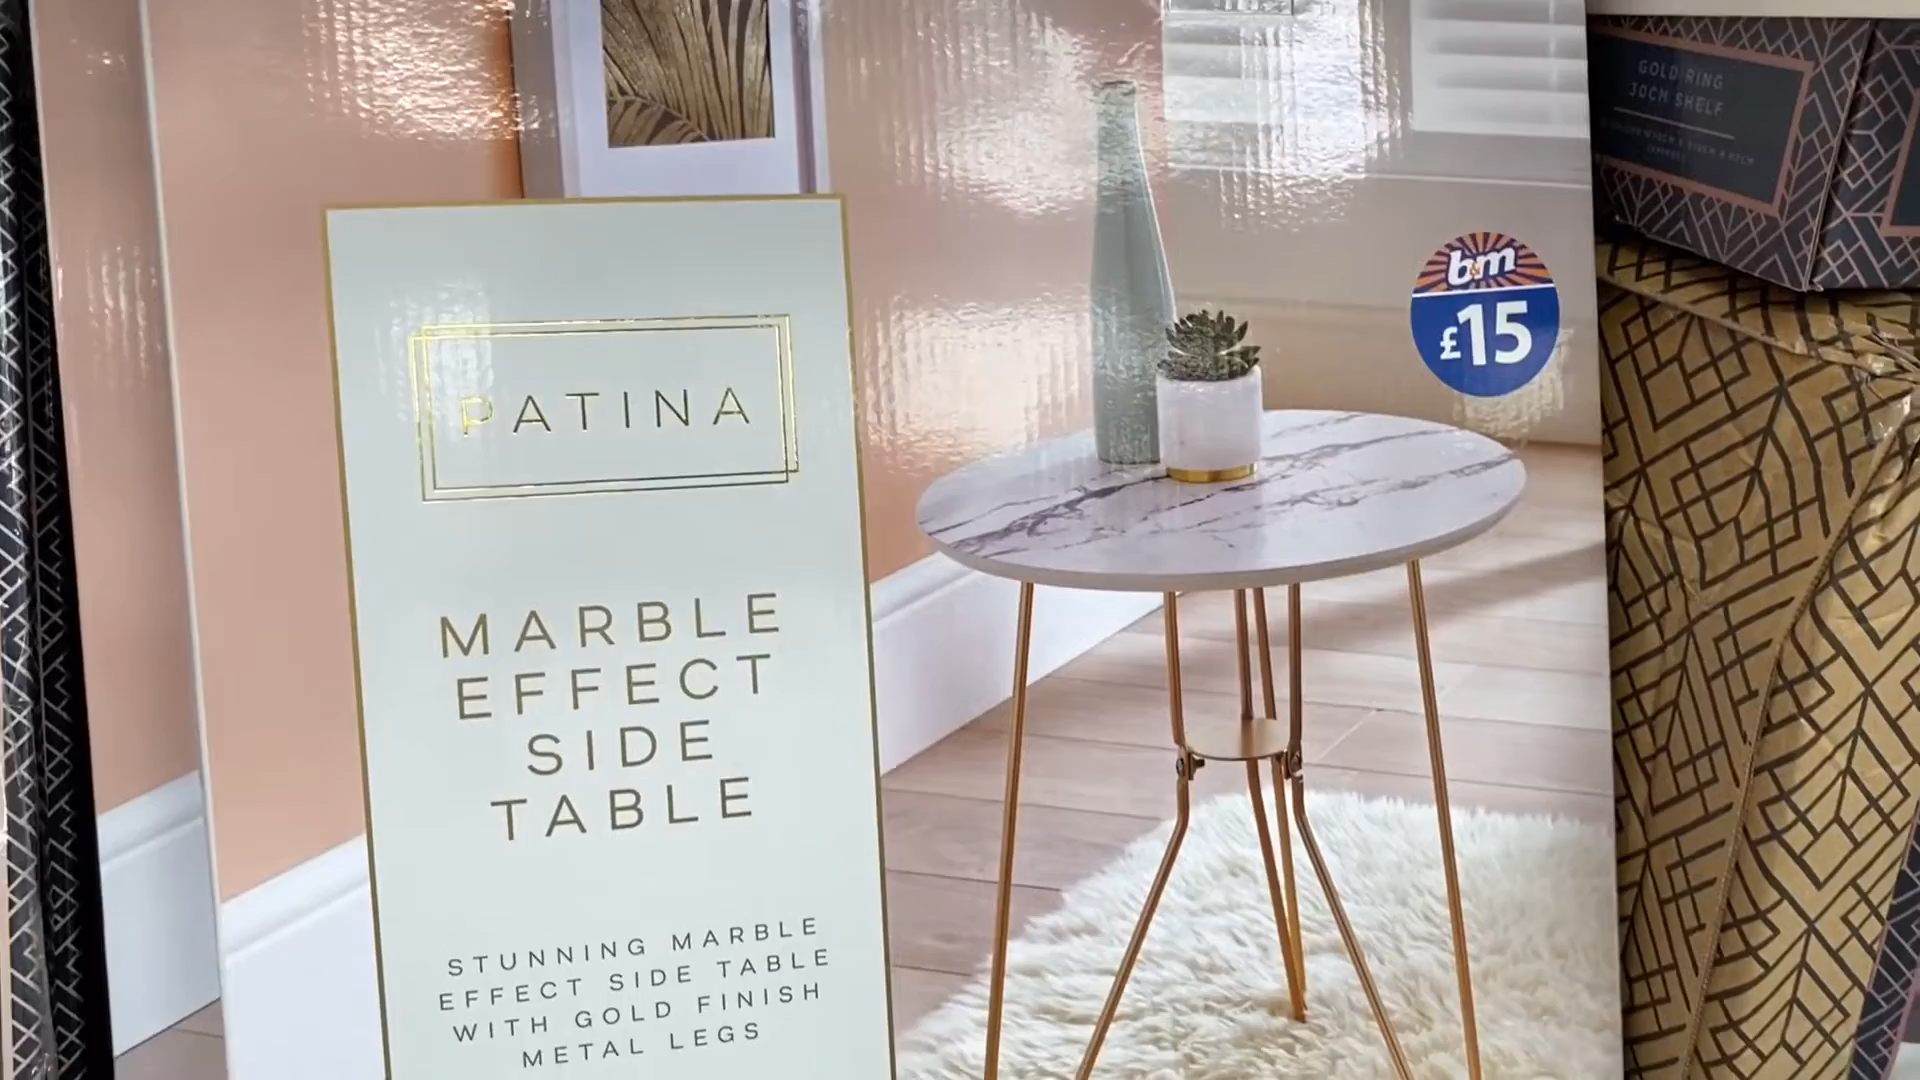 PATINA
MARBLE
EFFECT
SIDE
TABLE
STUNNING MARBLE
EFFECT SIDE TABLE
WITH GOLD FINISH
METAL LEGS
b&m
£15
GOLD RING
30CM SHELF